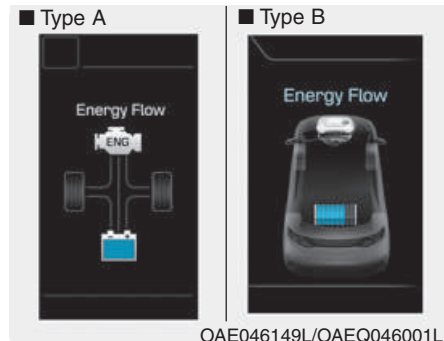 ■ Type A
■ Type B
Energy Flow
ENG
Energy Flow
OAE046149L/OAEQ046001L